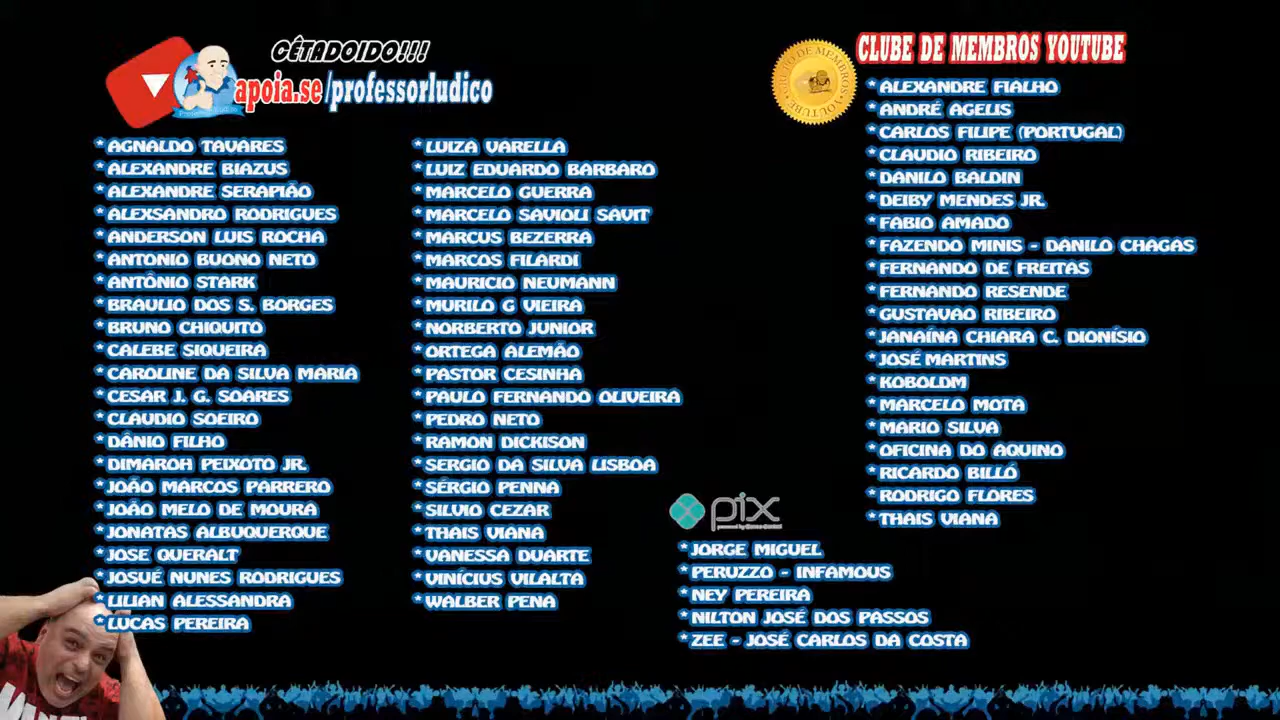 CÊTADOIDO!!!
apoia.se/professorludico
* AGNALDO TAVARES
* ALEXANDRE BIAZUS
* ALEXANDRE SERAPIÃO
* ALEXSANDRO RODRIGUES
* ANDERSON LUIS ROCHA
* ANTONIO BUONO NETO
* ANTÔNIO STARK
* BRAULIO DOS S. BORGES
* BRUNO CHIQUITO
* CALEBE SIQUEIRA
* CAROLINE DA SILVA MARIA
* CESAR J. G. SOARES
* CLAUDIO SOEIRO
* DÂNIO FILHO
* DIMAROH PEIXOTO JR.
* JOÃO MARCOS PARRERO
* JOÃO MELO DE MOURA
* JONATAS ALBUQUERQUE
* JOSE QUERALT
* JOSUÉ NUNES RODRIGUES
* LILIAN ALESSANDRA
* LUCAS PEREIRA
* LUIZA VARELLA
* LUIZ EDUARDO BARBARO
* MARCELO GUERRA
* MARCELO SAVIOLI SAVIT
* MARCUS BEZERRA
* MARCOS FILARDI
* MAURICIO NEUMANN
* MURILO G VIEIRA
* NORBERTO JUNIOR
* ORTEGA ALEMÃO
* PASTOR CESINHA
* PAULO FERNANDO OLIVEIRA
* PEDRO NETO
* RAMON DICKISON
* SERGIO DA SILVA LISBOA
* SÉRGIO PENNA
* SILVIO CEZAR
* THAIS VIANA
* VANESSA DUARTE
* VINÍCIUS VILALTA
* WALBER PENA
pix
* JORGE MIGUEL
* PERUZZO - INFAMOUS
* NEY PEREIRA
* NILTON JOSÉ DOS PASSOS
* ZEE - JOSÉ CARLOS DA COSTA
CLUBE DE MEMBROS YOUTUBE
* ALEXANDRE FIALHO
* ANDRÉ AGELIS
* CARLOS FILIPE (PORTUGAL)
* CLAUDIO RIBEIRO
* DANILO BALDIN
* DEIBY MENDES JR.
* FÁBIO AMADO
* FAZENDO MINIS - DANILO CHAGAS
* FERNANDO DE FREITAS
* FERNANDO RESENDE
* GUSTAVAO RIBEIRO
* JANAÍNA CHIARA C. DIONÍSIO
* JOSÉ MARTINS
* KOBOLDM
* MARCELO MOTA
* MARIO SILVA
* OFICINA DO AQUINO
* RICARDO BILLÓ
* RODRIGO FLORES
* THAIS VIANA